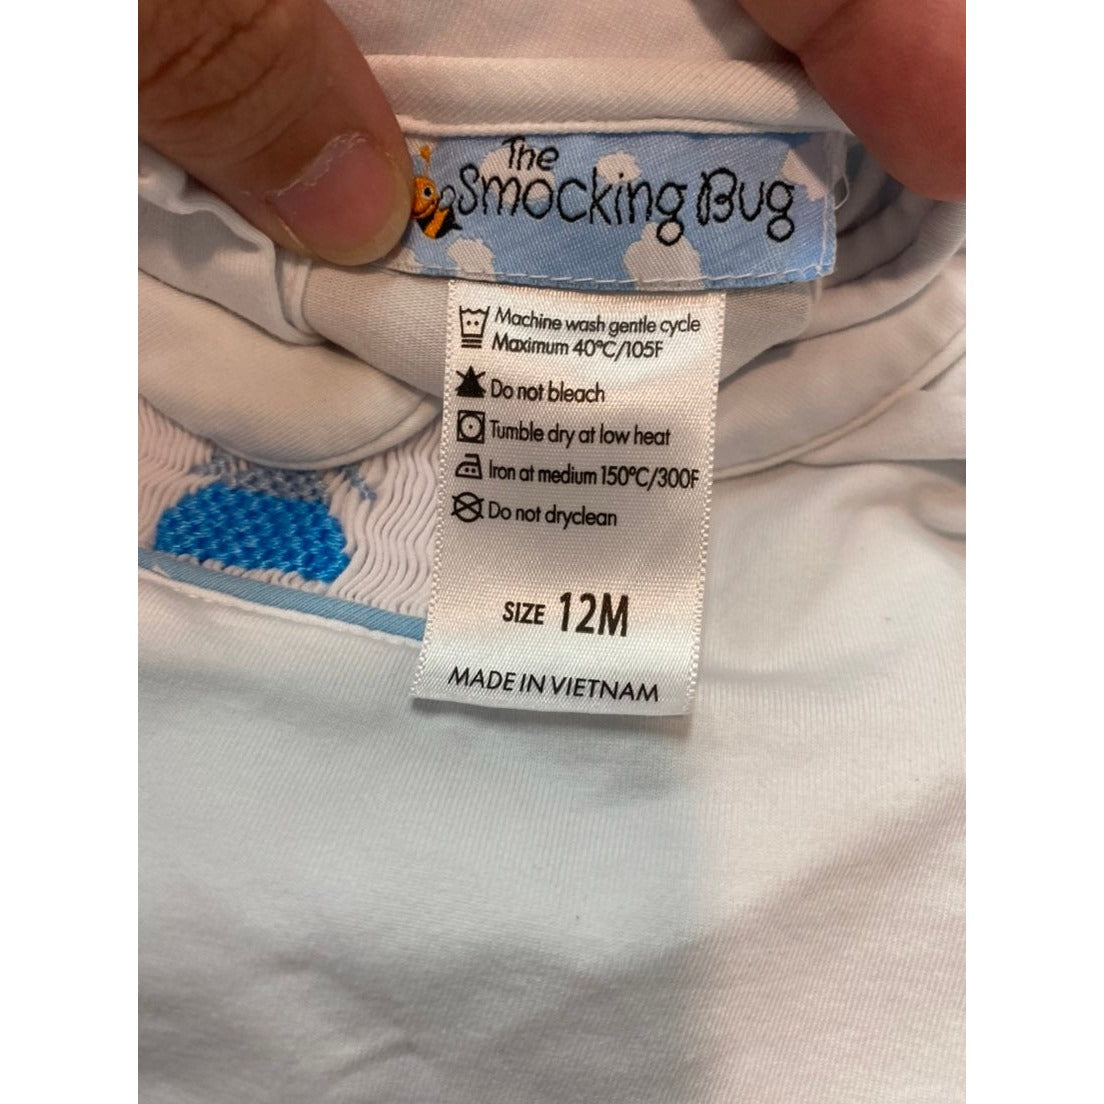 The
Smocking Bug
Machine wash gentle cycle
Maximum 40°C/105F
Do not bleach
Tumble dry at low heat
Iron at medium 150°C/300F
Do not dryclean
SIZE 12M
MADE IN VIETNAM